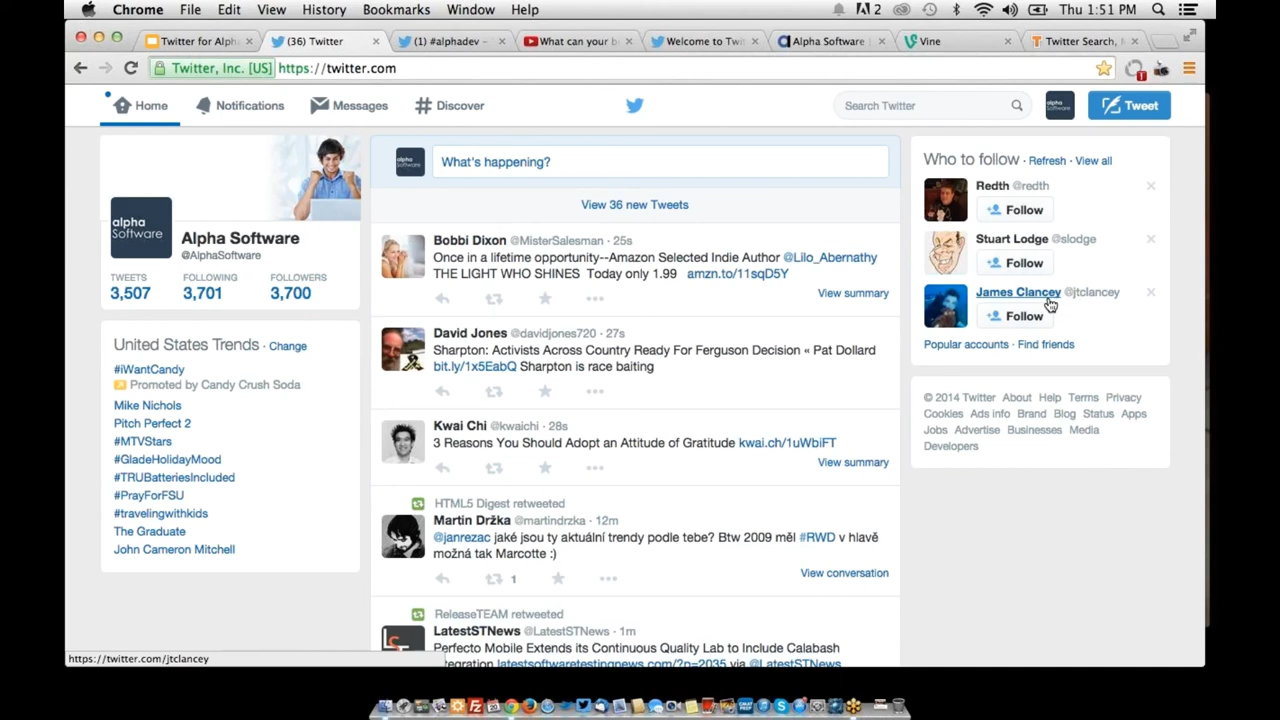 Chrome File Edit View History Bookmarks Window Help 2 Thu 1:51 PM
Twitter for Alph (36) Twitter (1) #alphadev – What can your b Welcome to Twi Alpha Software Vine Twitter Search,
Twitter, Inc. [US] https://twitter.com
Home Notifications Messages Discover Search Twitter alpha Software Tweet
alpha Software
Alpha Software
@AlphaSoftware
TWEETS FOLLOWING FOLLOWERS
3,507 3,701 3,700
United States Trends · Change
#iWantCandy
Promoted by Candy Crush Soda
Mike Nichols
Pitch Perfect 2
#MTVStars
#GladeHolidayMood
#TRUBatteriesIncluded
#PrayForFSU
#travelingwithkids
The Graduate
John Cameron Mitchell
alpha Software What's happening?
View 36 new Tweets
Bobbi Dixon @MisterSalesman · 25s
Once in a lifetime opportunity--Amazon Selected Indie Author @Lilo_Abernathy
THE LIGHT WHO SHINES Today only 1.99 amzn.to/11sqD5Y
View summary
David Jones @davidjones720 · 27s
Sharpton: Activists Across Country Ready For Ferguson Decision « Pat Dollard
bit.ly/1x5EabQ Sharpton is race baiting
Kwai Chi @kwaichi · 28s
3 Reasons You Should Adopt an Attitude of Gratitude kwai.ch/1uWbiFT
View summary
HTML5 Digest retweeted
Martin Držka @martindrzka · 12m
@janrezac jaké jsou ty aktuální trendy podle tebe? Btw 2009 měl #RWD v hlavě
možná tak Marcotte :)
1
View conversation
ReleaseTEAM retweeted
LatestSTNews @LatestSTNews · 1m
Perfecto Mobile Extends its Continuous Quality Lab to Include Calabash
integration latestsoftwaretestingnews.com/?p=2035 via @LatestSTNews
Who to follow · Refresh · View all
Redth @redth
Follow
Stuart Lodge @slodge
Follow
James Clancey @jtclancey
Follow
Popular accounts · Find friends
© 2014 Twitter About Help Terms Privacy
Cookies Ads info Brand Blog Status Apps
Jobs Advertise Businesses Media
Developers
https://twitter.com/jtclancey